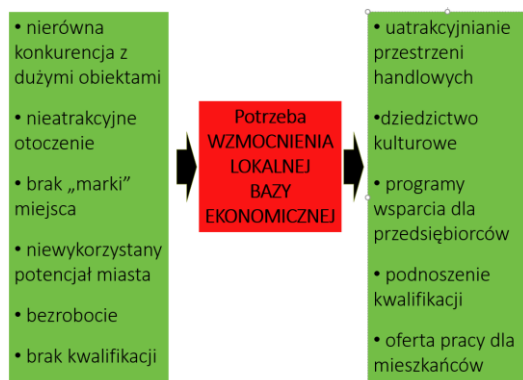 • nierówna
konkurencja z
dużymi obiektami
• nieatrakcyjne
otoczenie
• brak „marki”
miejsca
• niewykorzystany
potencjał miasta
• bezrobocie
• brak kwalifikacji
Potrzeba
WZMOCNIENIA
LOKALNEJ
BAZY
EKONOMICZNEJ
• uatrakcyjnianie
przestrzeni
handlowych
•dziedzictwo
kulturowe
• programy
wsparcia dla
przedsiębiorców
• podnoszenie
kwalifikacji
• oferta pracy dla
mieszkańców